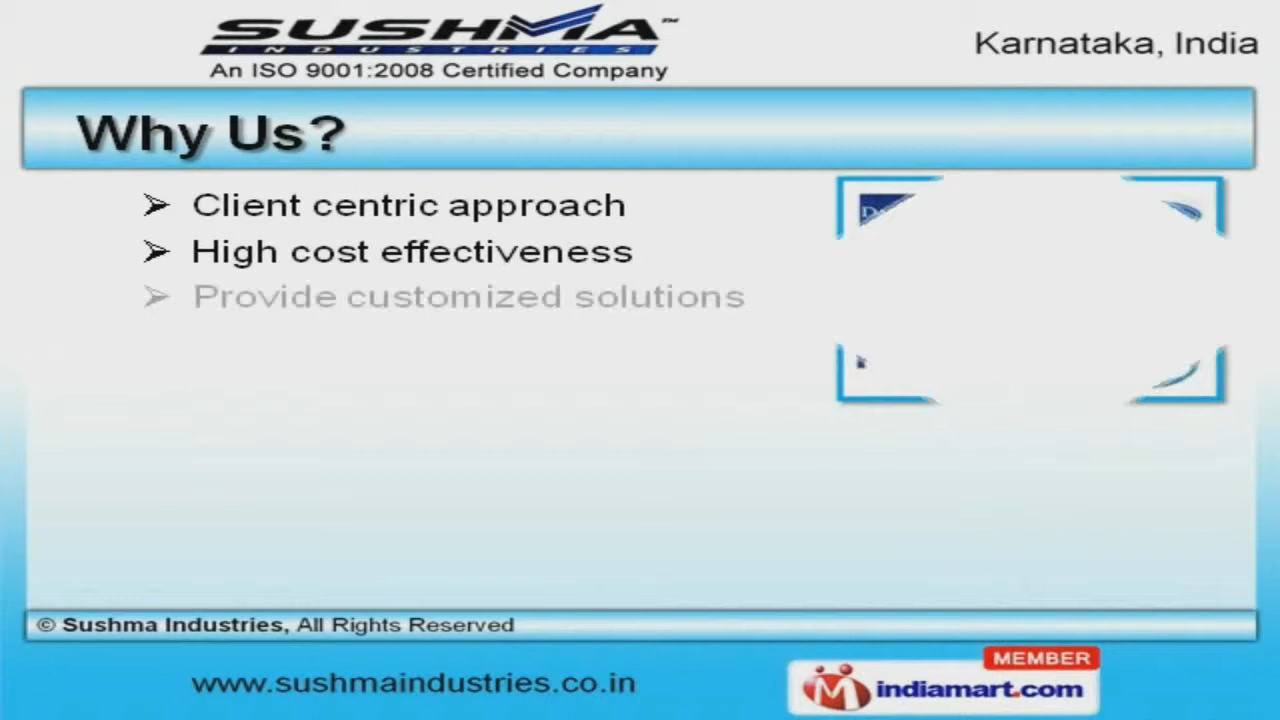 SUSHMA™
INDUSTRIES
An ISO 9001:2008 Certified Company
Karnataka, India
Why Us?
➢ Client centric approach
➢ High cost effectiveness
➢ Provide customized solutions
© Sushma Industries, All Rights Reserved
www.sushmaindustries.co.in
MEMBER
indiamart.com